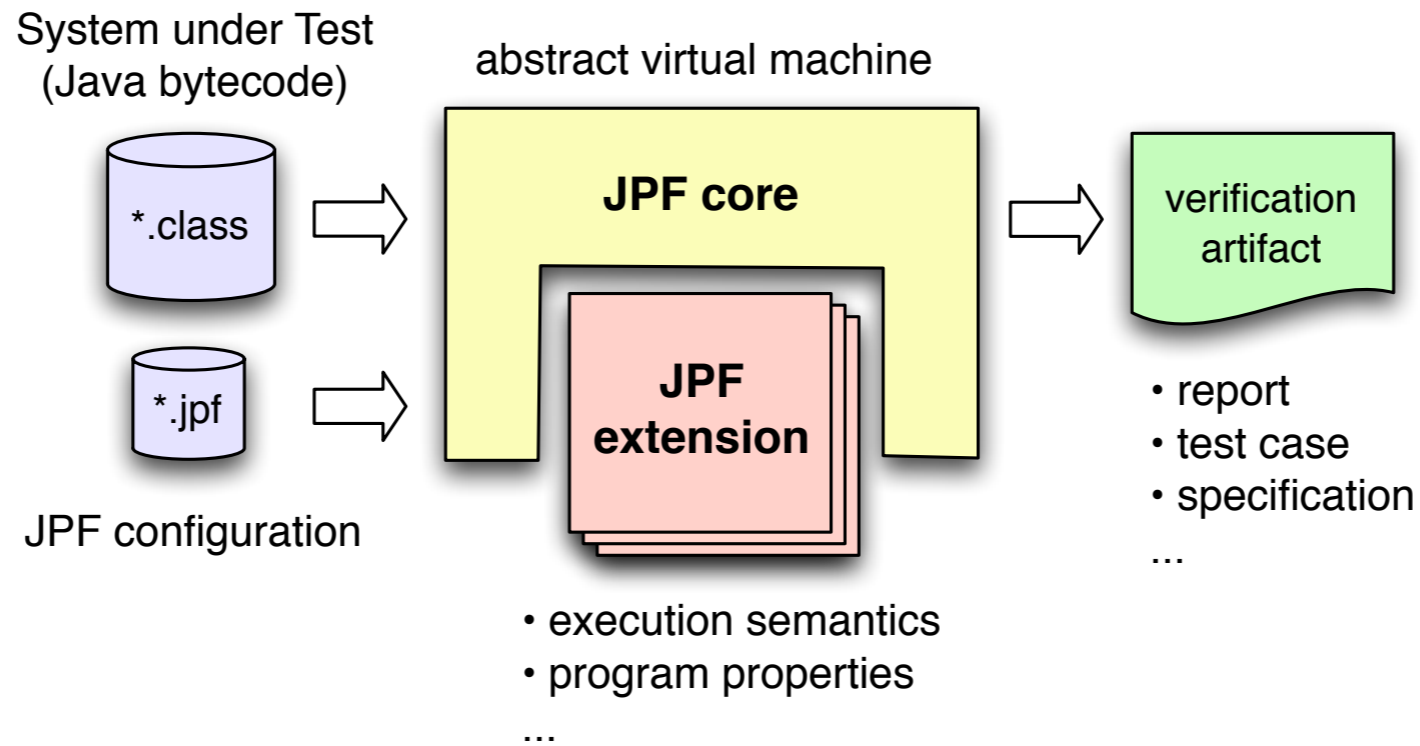 System under Test
(Java bytecode)
*.class
*.jpf
JPF configuration
abstract virtual machine
JPF core
JPF
extension
• execution semantics
• program properties
...
verification
artifact
• report
• test case
• specification
...